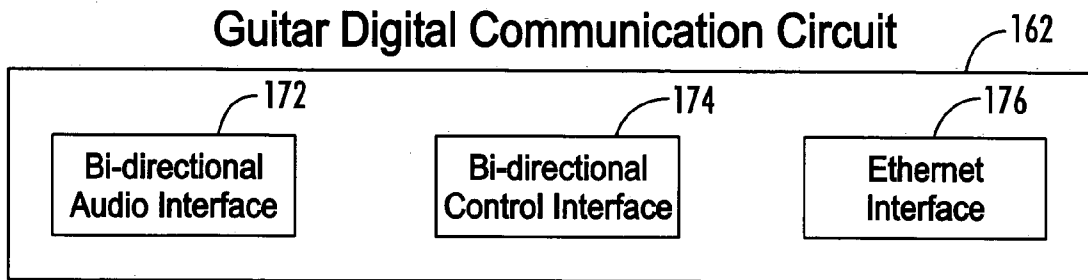 Guitar Digital Communication Circuit
162
172
174
176
Bi-directional
Audio Interface
Bi-directional
Control Interface
Ethernet
Interface